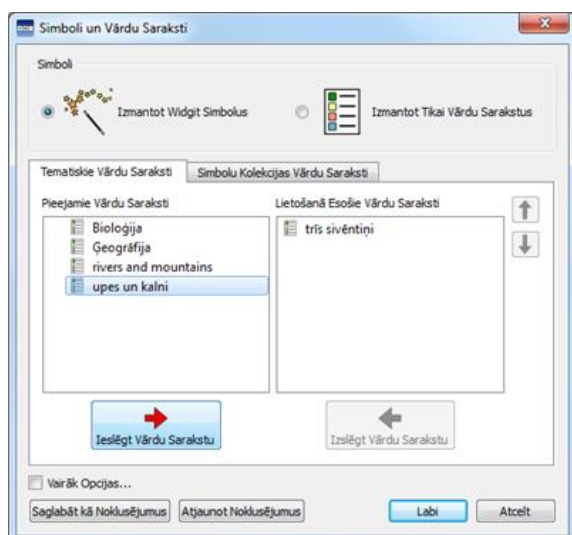 Simboli un Vārdu Saraksti
Simboli
Izmantot Widgit Simbolus
Izmantot Tikai Vārdu Sarakstus
Tematiskie Vārdu Saraksti
Simbolu Kolekcijas Vārdu Saraksti
Pieejamie Vārdu Saraksti
Lietošanā Esošie Vārdu Saraksti
Bioloģija
trīs sivēntiņi
Ģeogrāfija
rivers and mountains
upes un kalni
Ieslēgt Vārdu Sarakstu
Izslēgt Vārdu Sarakstu
Vairāk Opcijas...
Saglabāt kā Noklusējumus
Atjaunot Noklusējumus
Labi
Atcelt